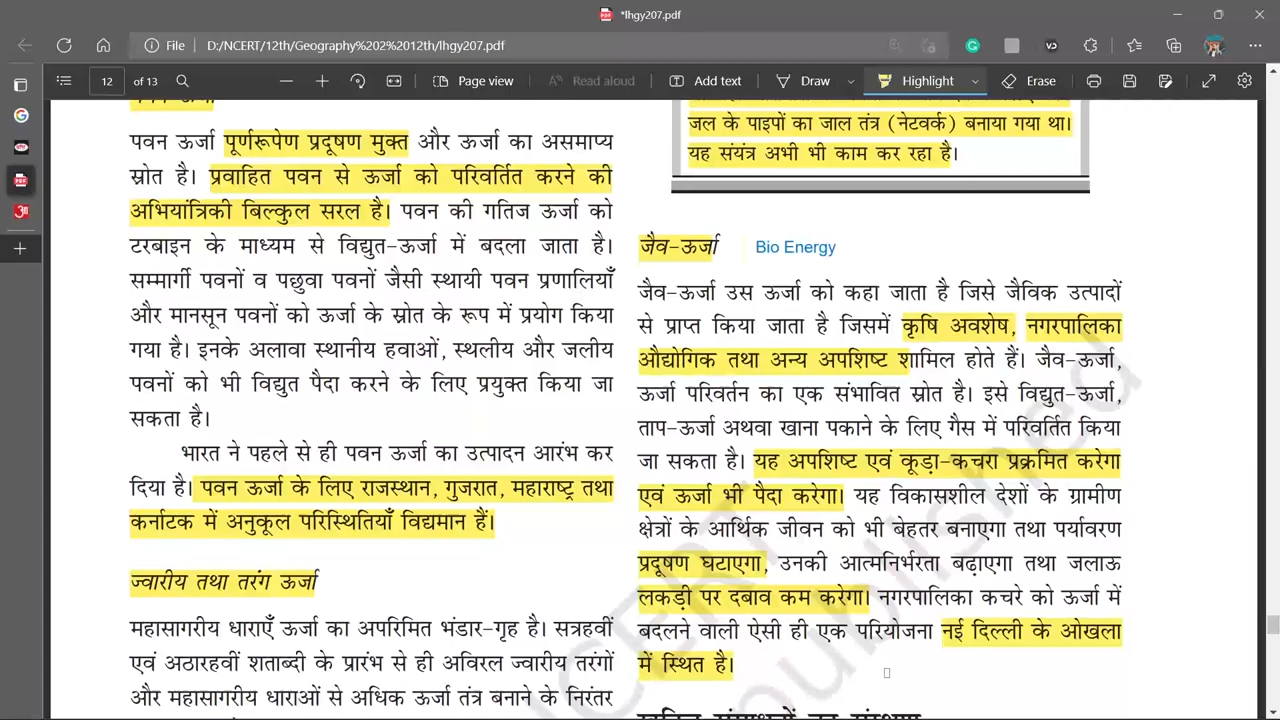 *lhgy207.pdf
File D:/NCERT/12th/Geography%202%2012th/lhgy207.pdf
12 of 13 Page view Read aloud Add text Draw Highlight Erase
पवन ऊर्जा पूर्णरूपेण प्रदूषण मुक्त और ऊर्जा का असमाप्य
स्रोत है। प्रवाहित पवन से ऊर्जा को परिवर्तित करने की
अभियांत्रिकी बिल्कुल सरल है। पवन की गतिज ऊर्जा को
टरबाइन के माध्यम से विद्युत-ऊर्जा में बदला जाता है।
सम्मार्गी पवनों व पछुवा पवनों जैसी स्थायी पवन प्रणालियाँ
और मानसून पवनों को ऊर्जा के स्रोत के रूप में प्रयोग किया
गया है। इनके अलावा स्थानीय हवाओं, स्थलीय और जलीय
पवनों को भी विद्युत पैदा करने के लिए प्रयुक्त किया जा
सकता है।
भारत ने पहले से ही पवन ऊर्जा का उत्पादन आरंभ कर
दिया है। पवन ऊर्जा के लिए राजस्थान, गुजरात, महाराष्ट्र तथा
कर्नाटक में अनुकूल परिस्थितियाँ विद्यमान हैं।
ज्वारीय तथा तरंग ऊर्जा
महासागरीय धाराएँ ऊर्जा का अपरिमित भंडार-गृह है। सत्रहवीं
एवं अठारहवीं शताब्दी के प्रारंभ से ही अविरल ज्वारीय तरंगों
और महासागरीय धाराओं से अधिक ऊर्जा तंत्र बनाने के निरंतर
जल के पाइपों का जाल तंत्र (नेटवर्क) बनाया गया था।
यह संयंत्र अभी भी काम कर रहा है।
जैव-ऊर्जा Bio Energy
जैव-ऊर्जा उस ऊर्जा को कहा जाता है जिसे जैविक उत्पादों
से प्राप्त किया जाता है जिसमें कृषि अवशेष, नगरपालिका
औद्योगिक तथा अन्य अपशिष्ट शामिल होते हैं। जैव-ऊर्जा,
ऊर्जा परिवर्तन का एक संभावित स्रोत है। इसे विद्युत-ऊर्जा,
ताप-ऊर्जा अथवा खाना पकाने के लिए गैस में परिवर्तित किया
जा सकता है। यह अपशिष्ट एवं कूड़ा-कचरा प्रक्रमित करेगा
एवं ऊर्जा भी पैदा करेगा। यह विकासशील देशों के ग्रामीण
क्षेत्रों के आर्थिक जीवन को भी बेहतर बनाएगा तथा पर्यावरण
प्रदूषण घटाएगा, उनकी आत्मनिर्भरता बढ़ाएगा तथा जलाऊ
लकड़ी पर दबाव कम करेगा। नगरपालिका कचरे को ऊर्जा में
बदलने वाली ऐसी ही एक परियोजना नई दिल्ली के ओखला
में स्थित है।